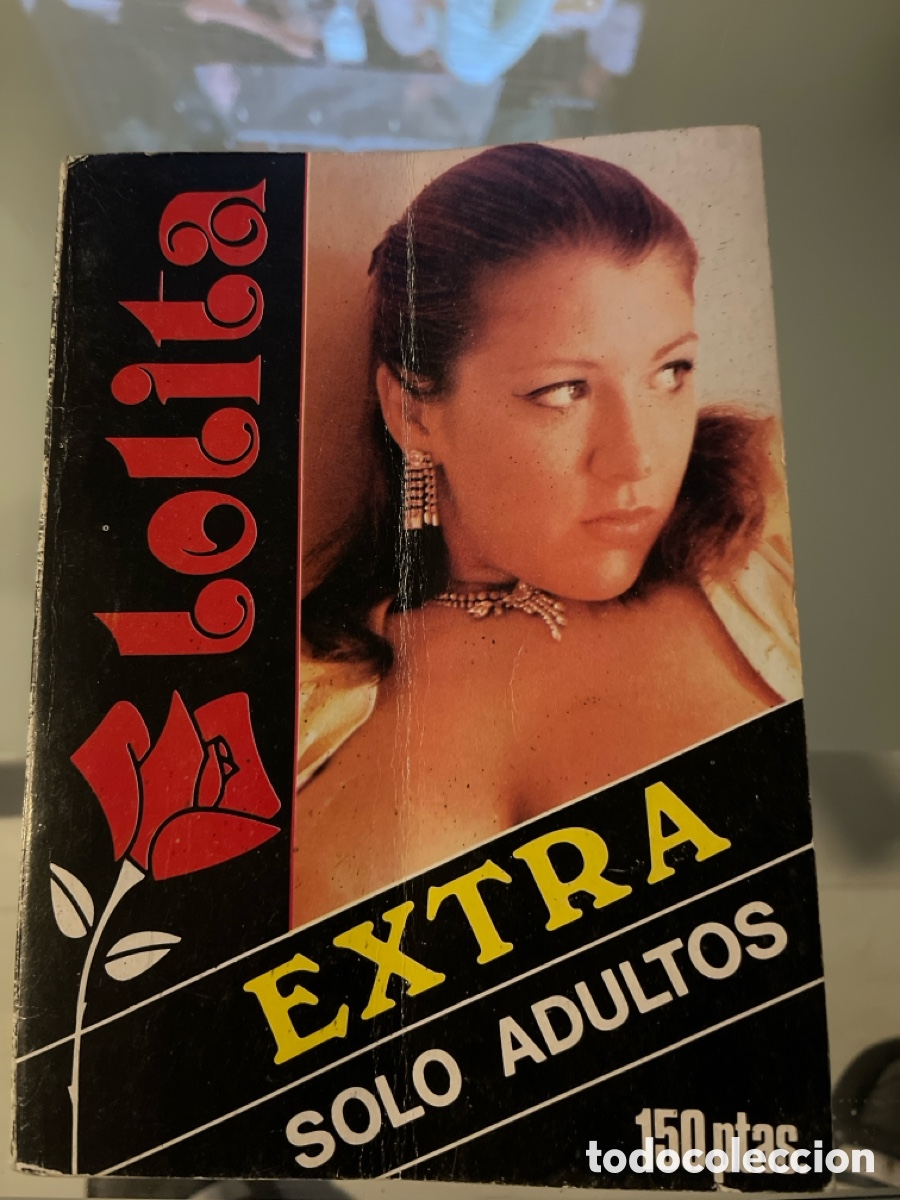 Lolita
EXTRA
SOLO ADULTOS
150 ptas.
todocoleccion